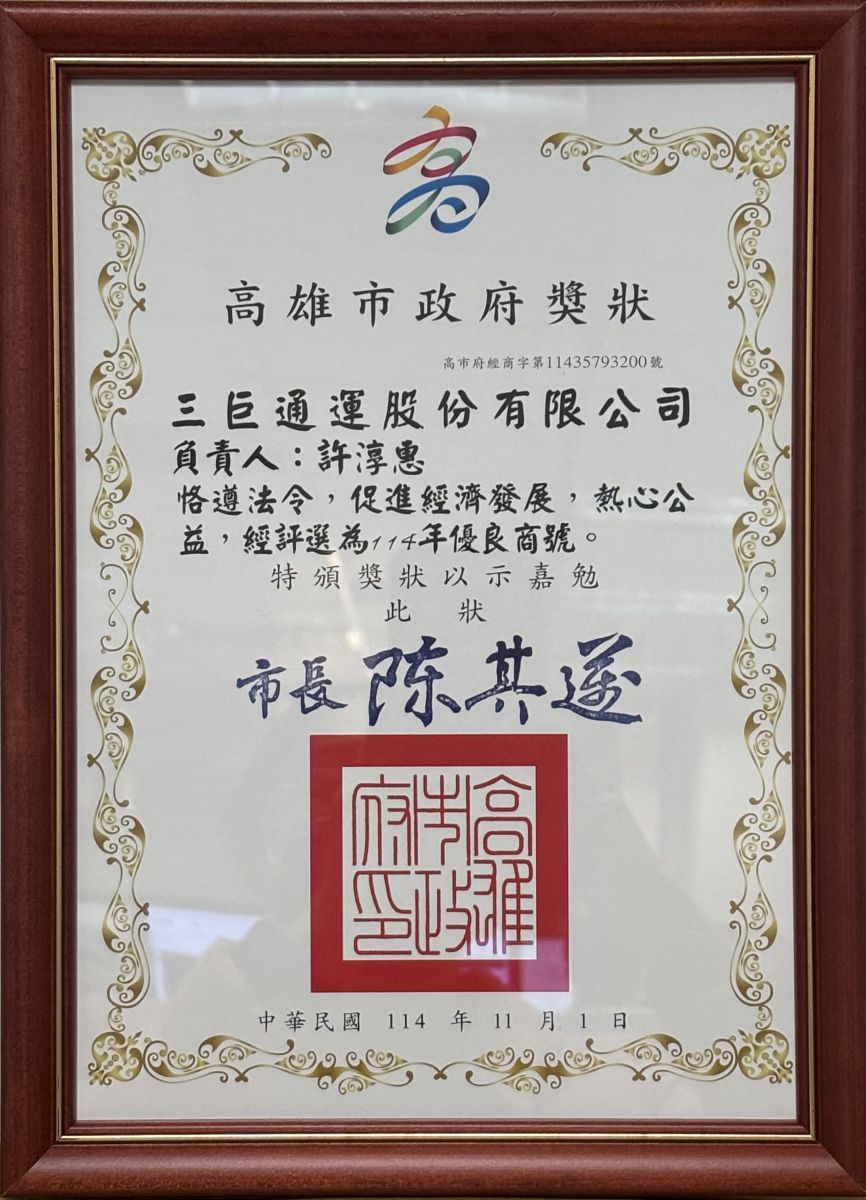 高雄市政府獎狀
高市府經商字第11435793200號
三巨通運股份有限公司
負責人：許淳惠
恪遵法令，促進經濟發展，熱心公
益，經評選為114年優良商號。
特頒獎狀以示嘉勉
此狀
市長 陈其邁
高雄市政府印
中華民國 114 年 11 月 1 日